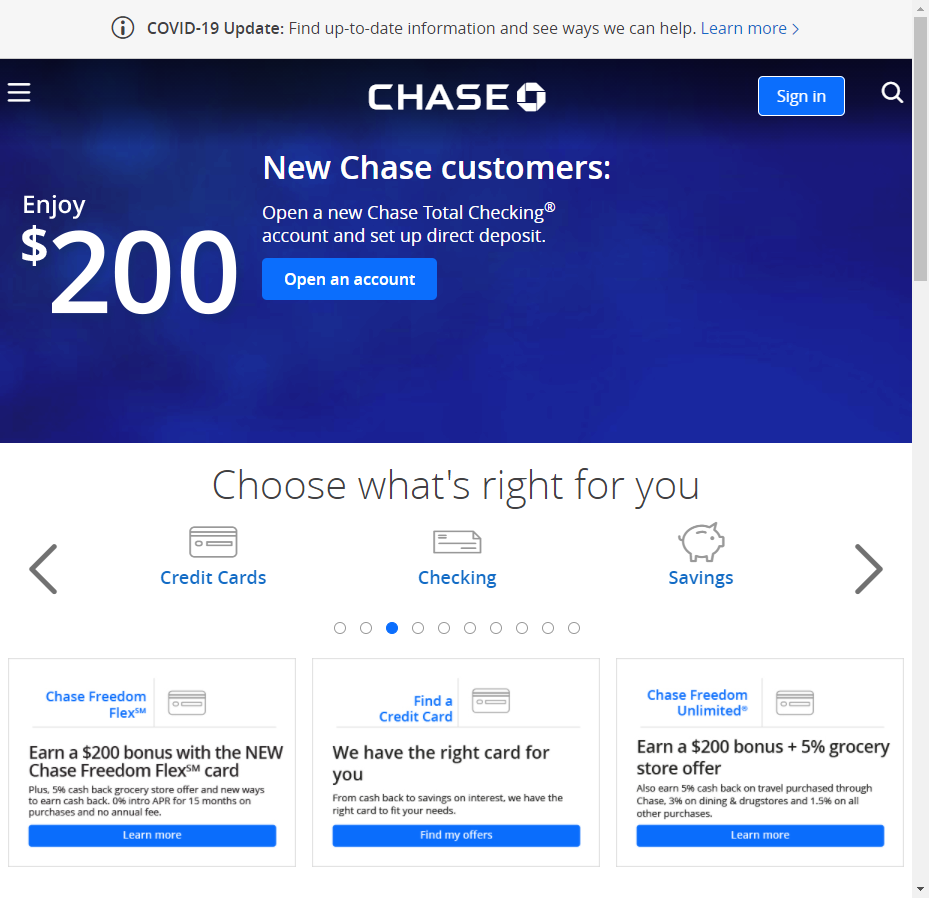 COVID-19 Update: Find up-to-date information and see ways we can help. Learn more
CHASE
Sign in
New Chase customers:
Enjoy
$200
Open a new Chase Total Checking®
account and set up direct deposit.
Open an account
Choose what's right for you
Credit Cards
Checking
Savings
Chase Freedom
Flex℠
Earn a $200 bonus with the NEW
Chase Freedom Flex℠ card
Plus, 5% cash back grocery store offer and new ways
to earn cash back. 0% intro APR for 15 months on
purchases and no annual fee.
Learn more
Find a
Credit Card
We have the right card for
you
From cash back to savings on interest, we have the
right card to fit your needs.
Find my offers
Chase Freedom
Unlimited®
Earn a $200 bonus + 5% grocery
store offer
Also earn 5% cash back on travel purchased through
Chase, 3% on dining & drugstores and 1.5% on all
other purchases.
Learn more